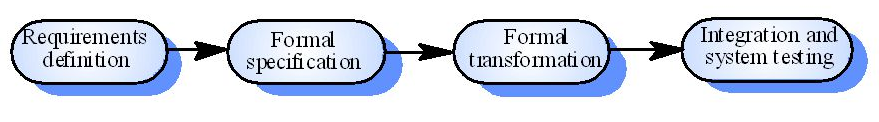 Requirements
definition
Formal
specification
Formal
transformation
Integration and
system testing